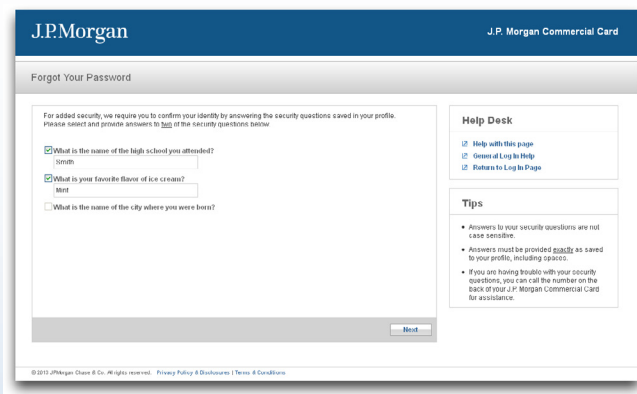 J.P.Morgan
J.P. Morgan Commercial Card
Forgot Your Password
For added security, we require you to confirm your identity by answering the security questions saved in your profile.
Please select and provide answers to two of the security questions below
What is the name of the high school you attended?
Smith
What is your favorite flavor of ice cream?
Mint
What is the name of the city where you were born?
Next
Help Desk
Help with this page
General Log In Help
Return to Log In Page
Tips
• Answers to your security questions are not
case sensitive.
• Answers must be provided exactly as saved
to your profile, including spaces.
• If you are having trouble with your security
questions, you can call the number on the
back of your J.P. Morgan Commercial Card
for assistance.
© 2013 JPMorgan Chase & Co. All rights reserved. Privacy Policy & Disclosures | Terms & Conditions